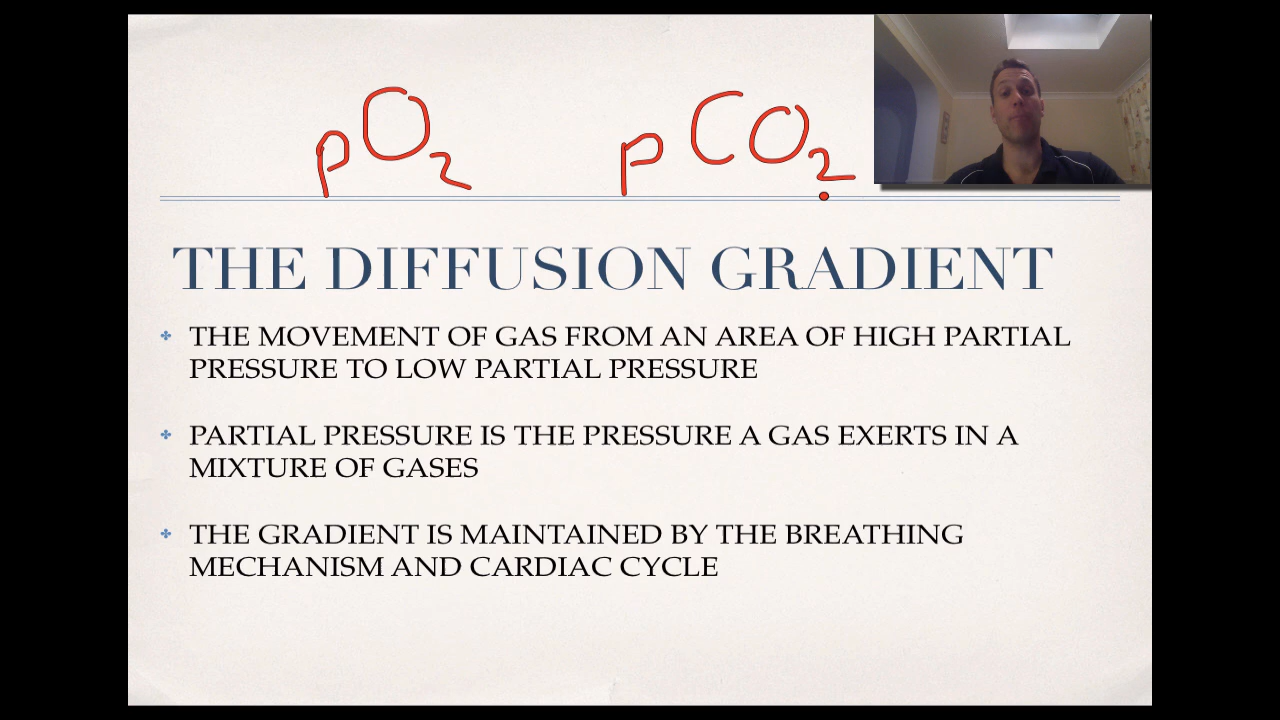 pO2 pCO2
THE DIFFUSION GRADIENT
THE MOVEMENT OF GAS FROM AN AREA OF HIGH PARTIAL
PRESSURE TO LOW PARTIAL PRESSURE
PARTIAL PRESSURE IS THE PRESSURE A GAS EXERTS IN A
MIXTURE OF GASES
THE GRADIENT IS MAINTAINED BY THE BREATHING
MECHANISM AND CARDIAC CYCLE